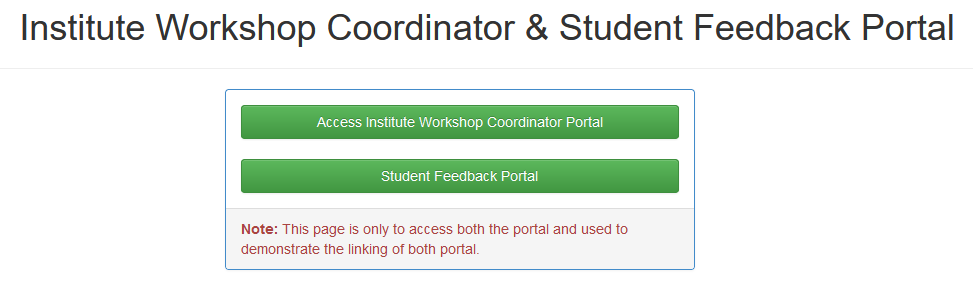 Institute Workshop Coordinator & Student Feedback Portal
Access Institute Workshop Coordinator Portal
Student Feedback Portal
Note: This page is only to access both the portal and used to
demonstrate the linking of both portal.